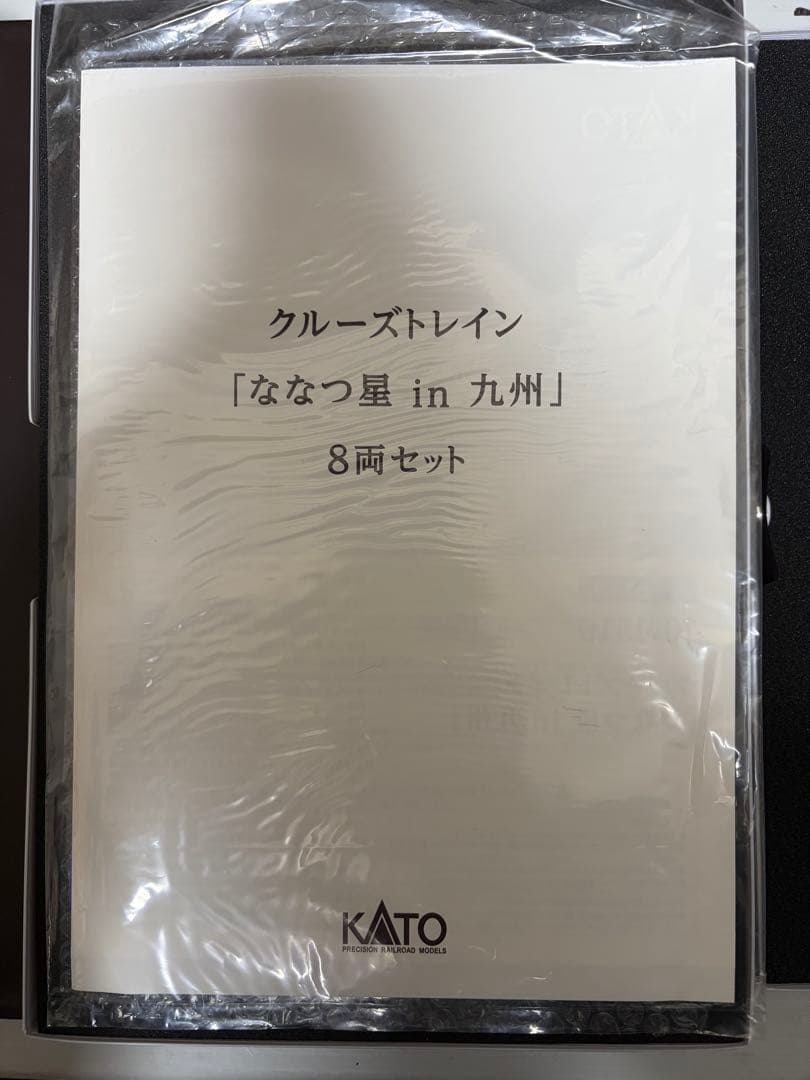 クルーズトレイン
「ななつ星 in 九州」
8両セット
KATO
PRECISION RAILROAD MODELS